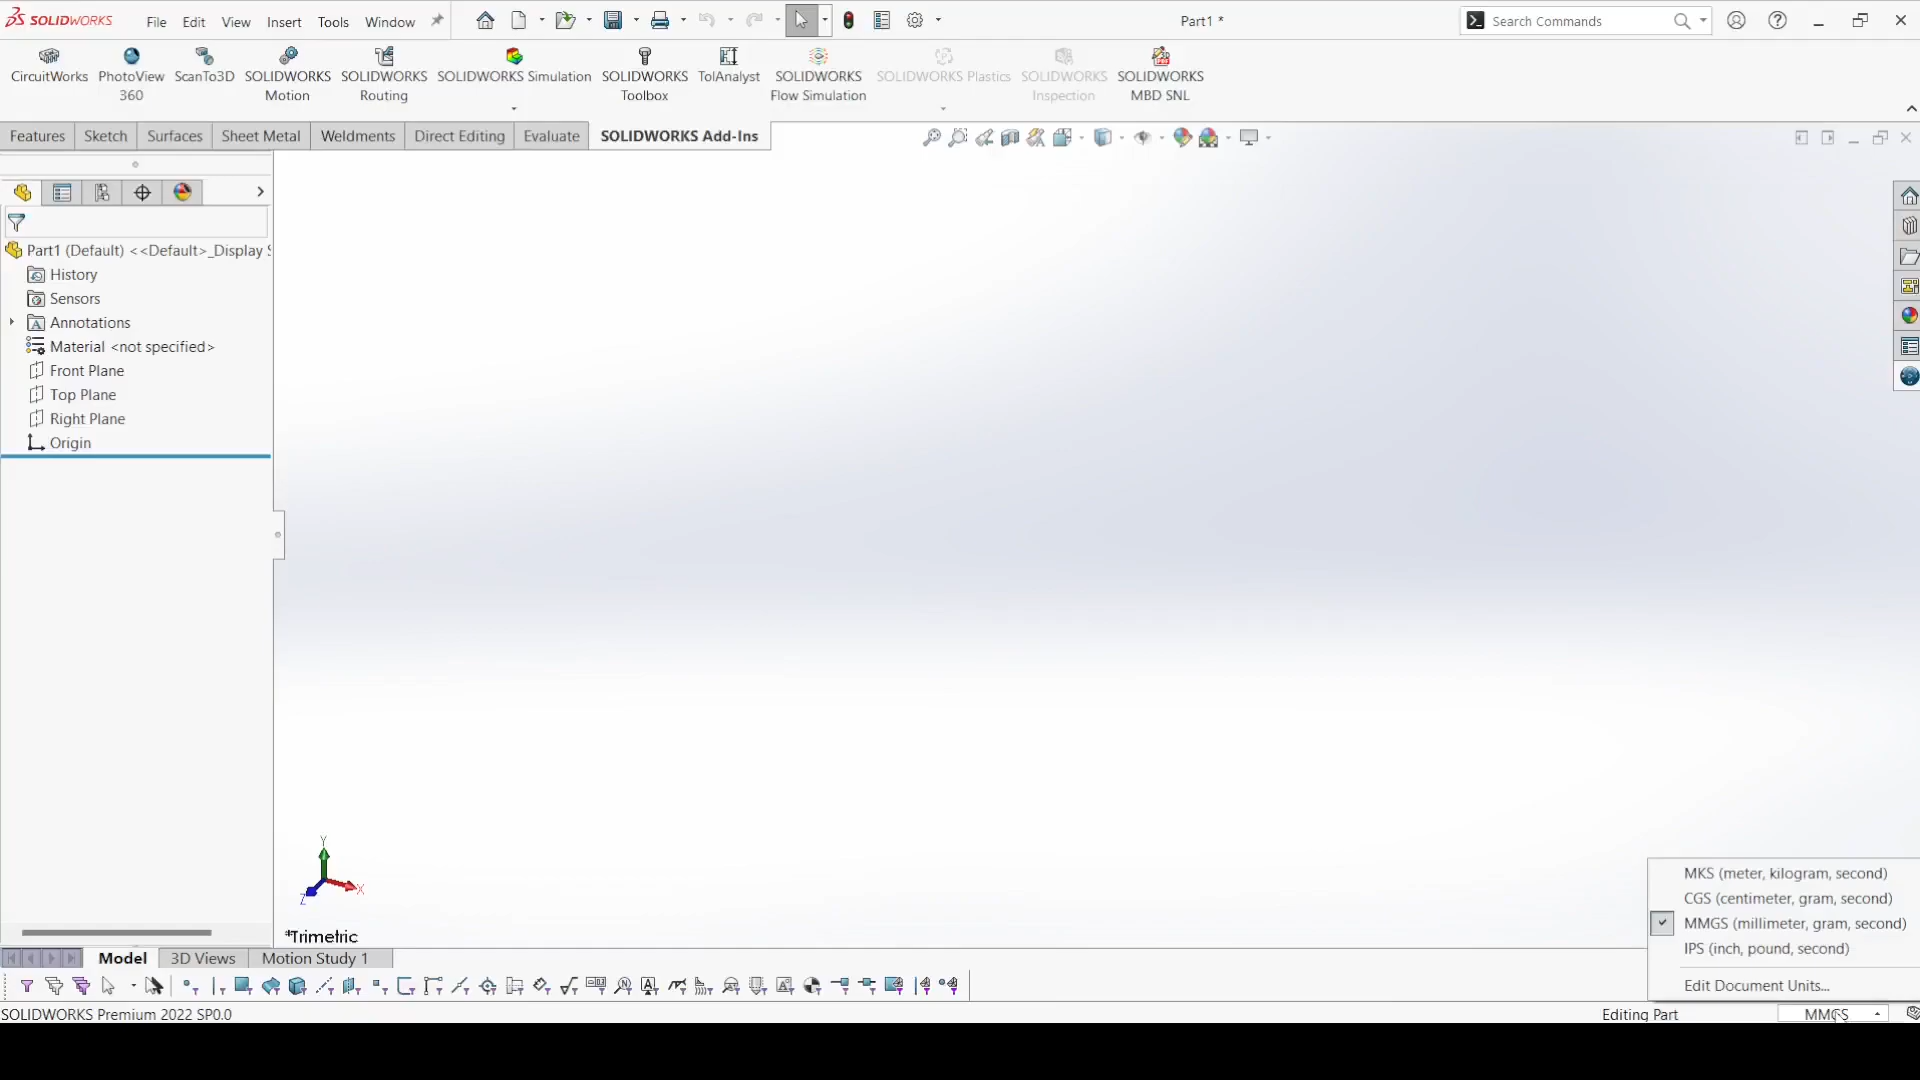 SOLIDWORKS File Edit View Insert Tools Window Part1 * Search Commands
CircuitWorks PhotoView 360 ScanTo3D SOLIDWORKS Motion SOLIDWORKS Routing SOLIDWORKS Simulation SOLIDWORKS Toolbox TolAnalyst SOLIDWORKS Flow Simulation SOLIDWORKS Plastics SOLIDWORKS Inspection SOLIDWORKS MBD SNL
Features Sketch Surfaces Sheet Metal Weldments Direct Editing Evaluate SOLIDWORKS Add-Ins
Part1 (Default) <<Default>_Display S
History
Sensors
Annotations
Material <not specified>
Front Plane
Top Plane
Right Plane
Origin
Y
X
Z
*Trimetric
MKS (meter, kilogram, second)
CGS (centimeter, gram, second)
MMGS (millimeter, gram, second)
IPS (inch, pound, second)
Edit Document Units...
Model 3D Views Motion Study 1
SOLIDWORKS Premium 2022 SP0.0 Editing Part MMGS